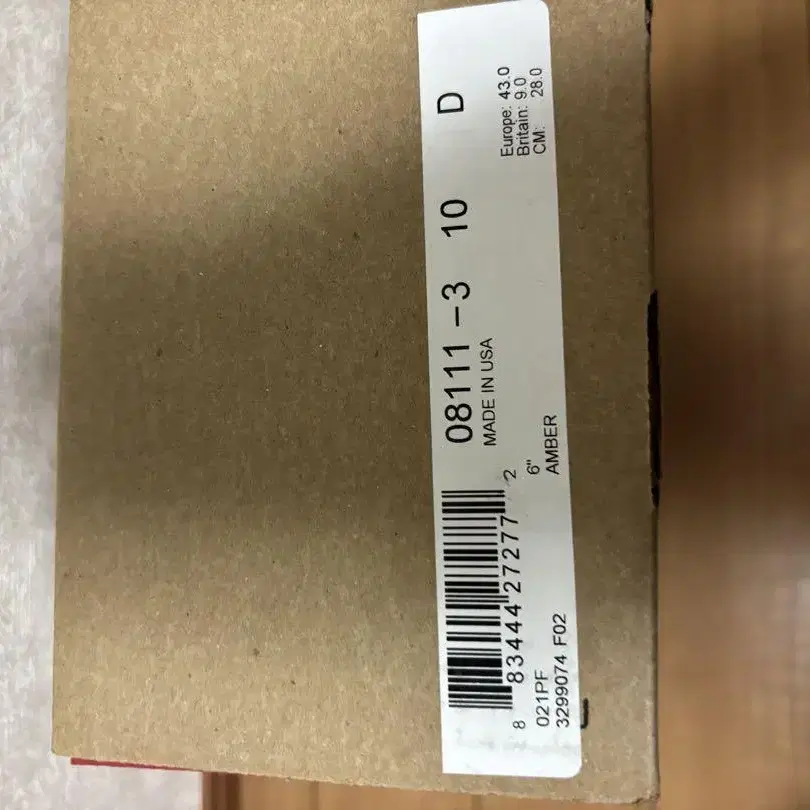 08111 –3 10 D
MADE IN USA
Europe: 43.0
Britain: 9.0
CM: 28.0
8 83444 27277 2
6"
AMBER
021PF
3299074 F02